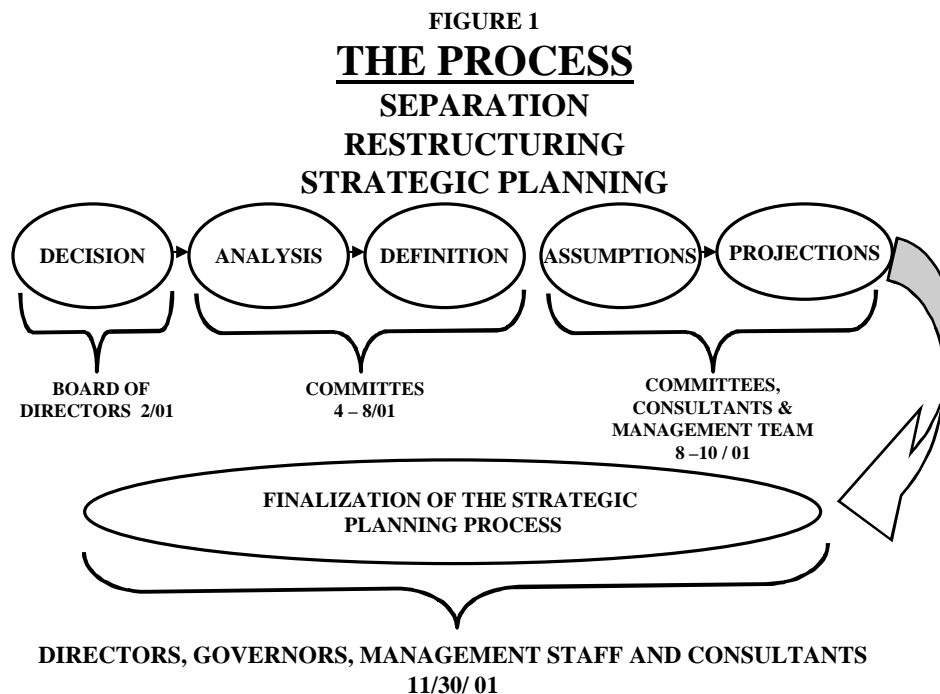 FIGURE 1
THE PROCESS
SEPARATION
RESTRUCTURING
STRATEGIC PLANNING
DECISION
ANALYSIS
DEFINITION
ASSUMPTIONS
PROJECTIONS
BOARD OF
DIRECTORS 2/01
COMMITTES
4 – 8/01
COMMITTEES,
CONSULTANTS &
MANAGEMENT TEAM
8 –10 / 01
FINALIZATION OF THE STRATEGIC
PLANNING PROCESS
DIRECTORS, GOVERNORS, MANAGEMENT STAFF AND CONSULTANTS
11/30/ 01